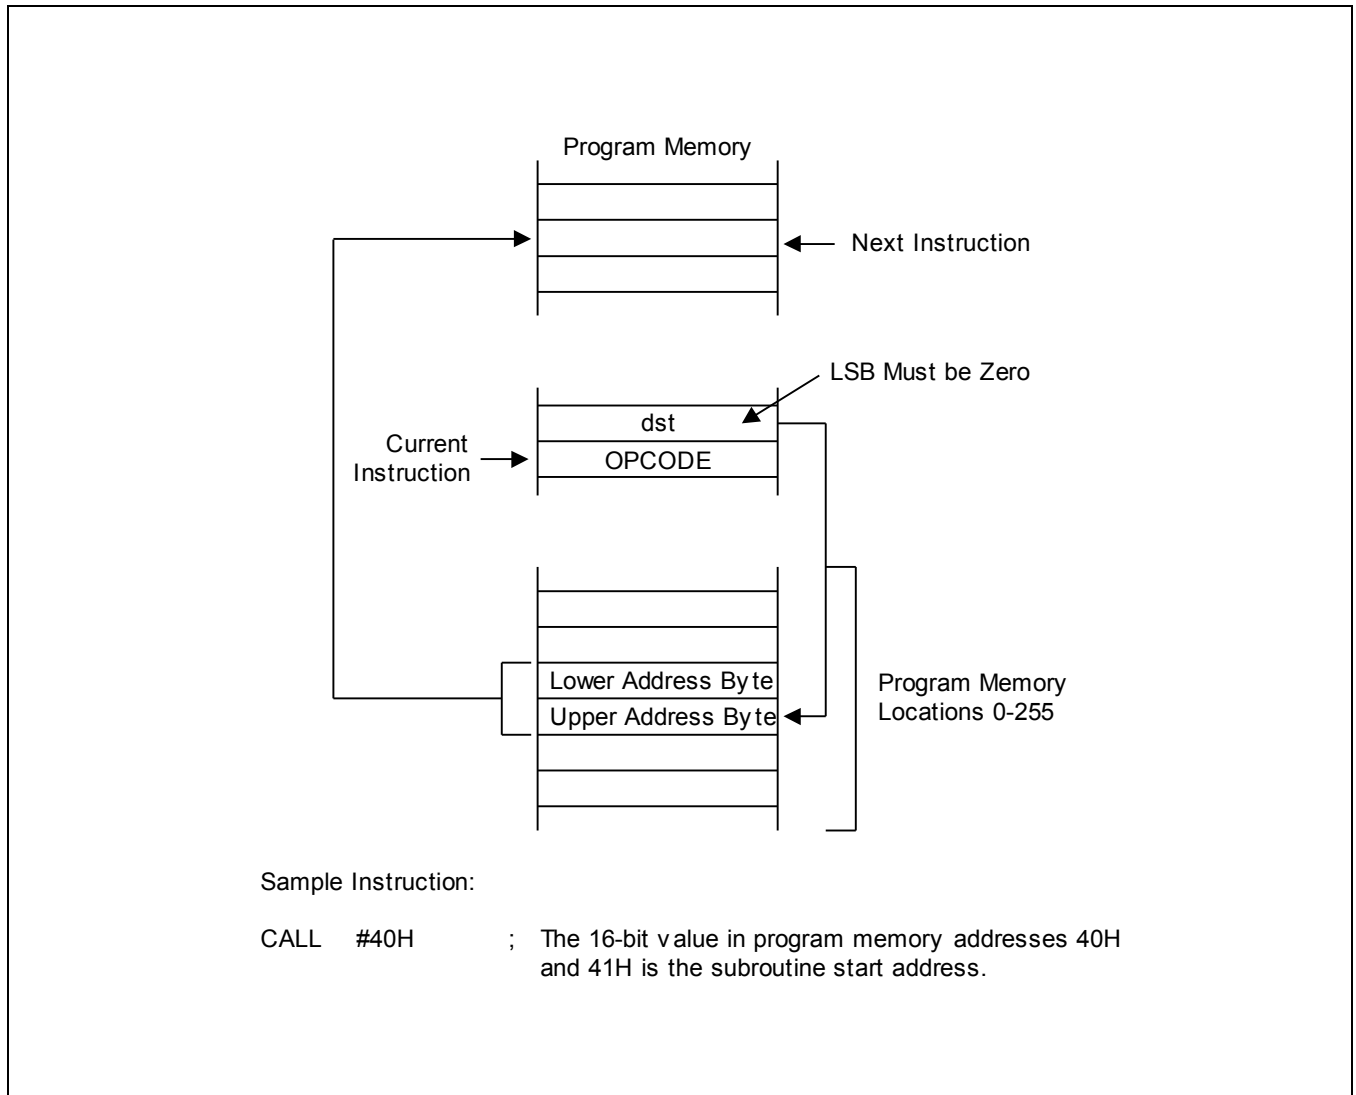 Program Memory
Next Instruction
LSB Must be Zero
dst
Current
Instruction
OPCODE
Lower Address Byte
Upper Address Byte
Program Memory
Locations 0-255
Sample Instruction:
CALL #40H ; The 16-bit value in program memory addresses 40H
and 41H is the subroutine start address.